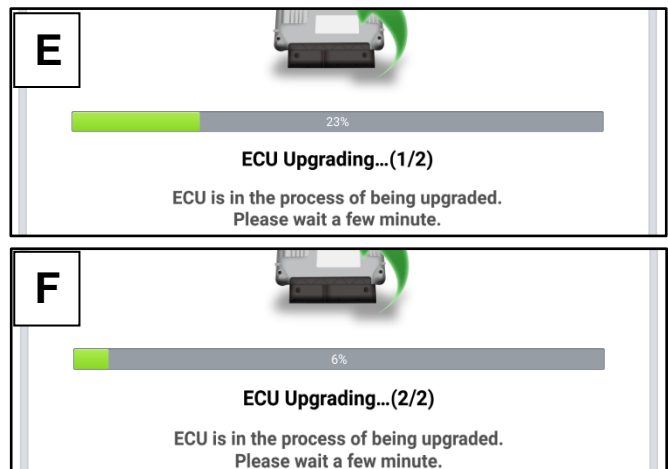 E
23%
ECU Upgrading...(1/2)
ECU is in the process of being upgraded.
Please wait a few minute.
F
6%
ECU Upgrading...(2/2)
ECU is in the process of being upgraded.
Please wait a few minute.